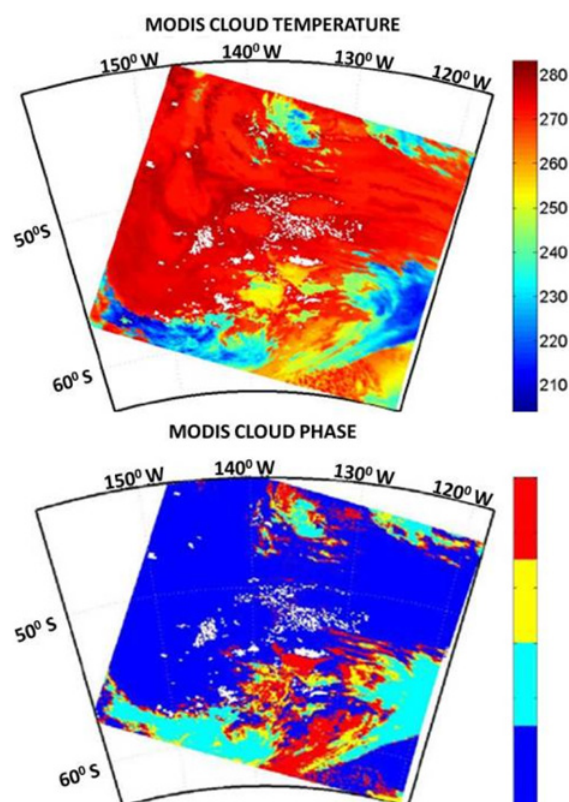 MODIS CLOUD TEMPERATURE
150⁰ W 140⁰ W 130⁰ W 120⁰ W
280
270
260
250
240
230
220
210
50⁰S
60⁰ S
MODIS CLOUD PHASE
150⁰ W 140⁰ W 130⁰ W 120⁰ W
50⁰ S
60⁰ S